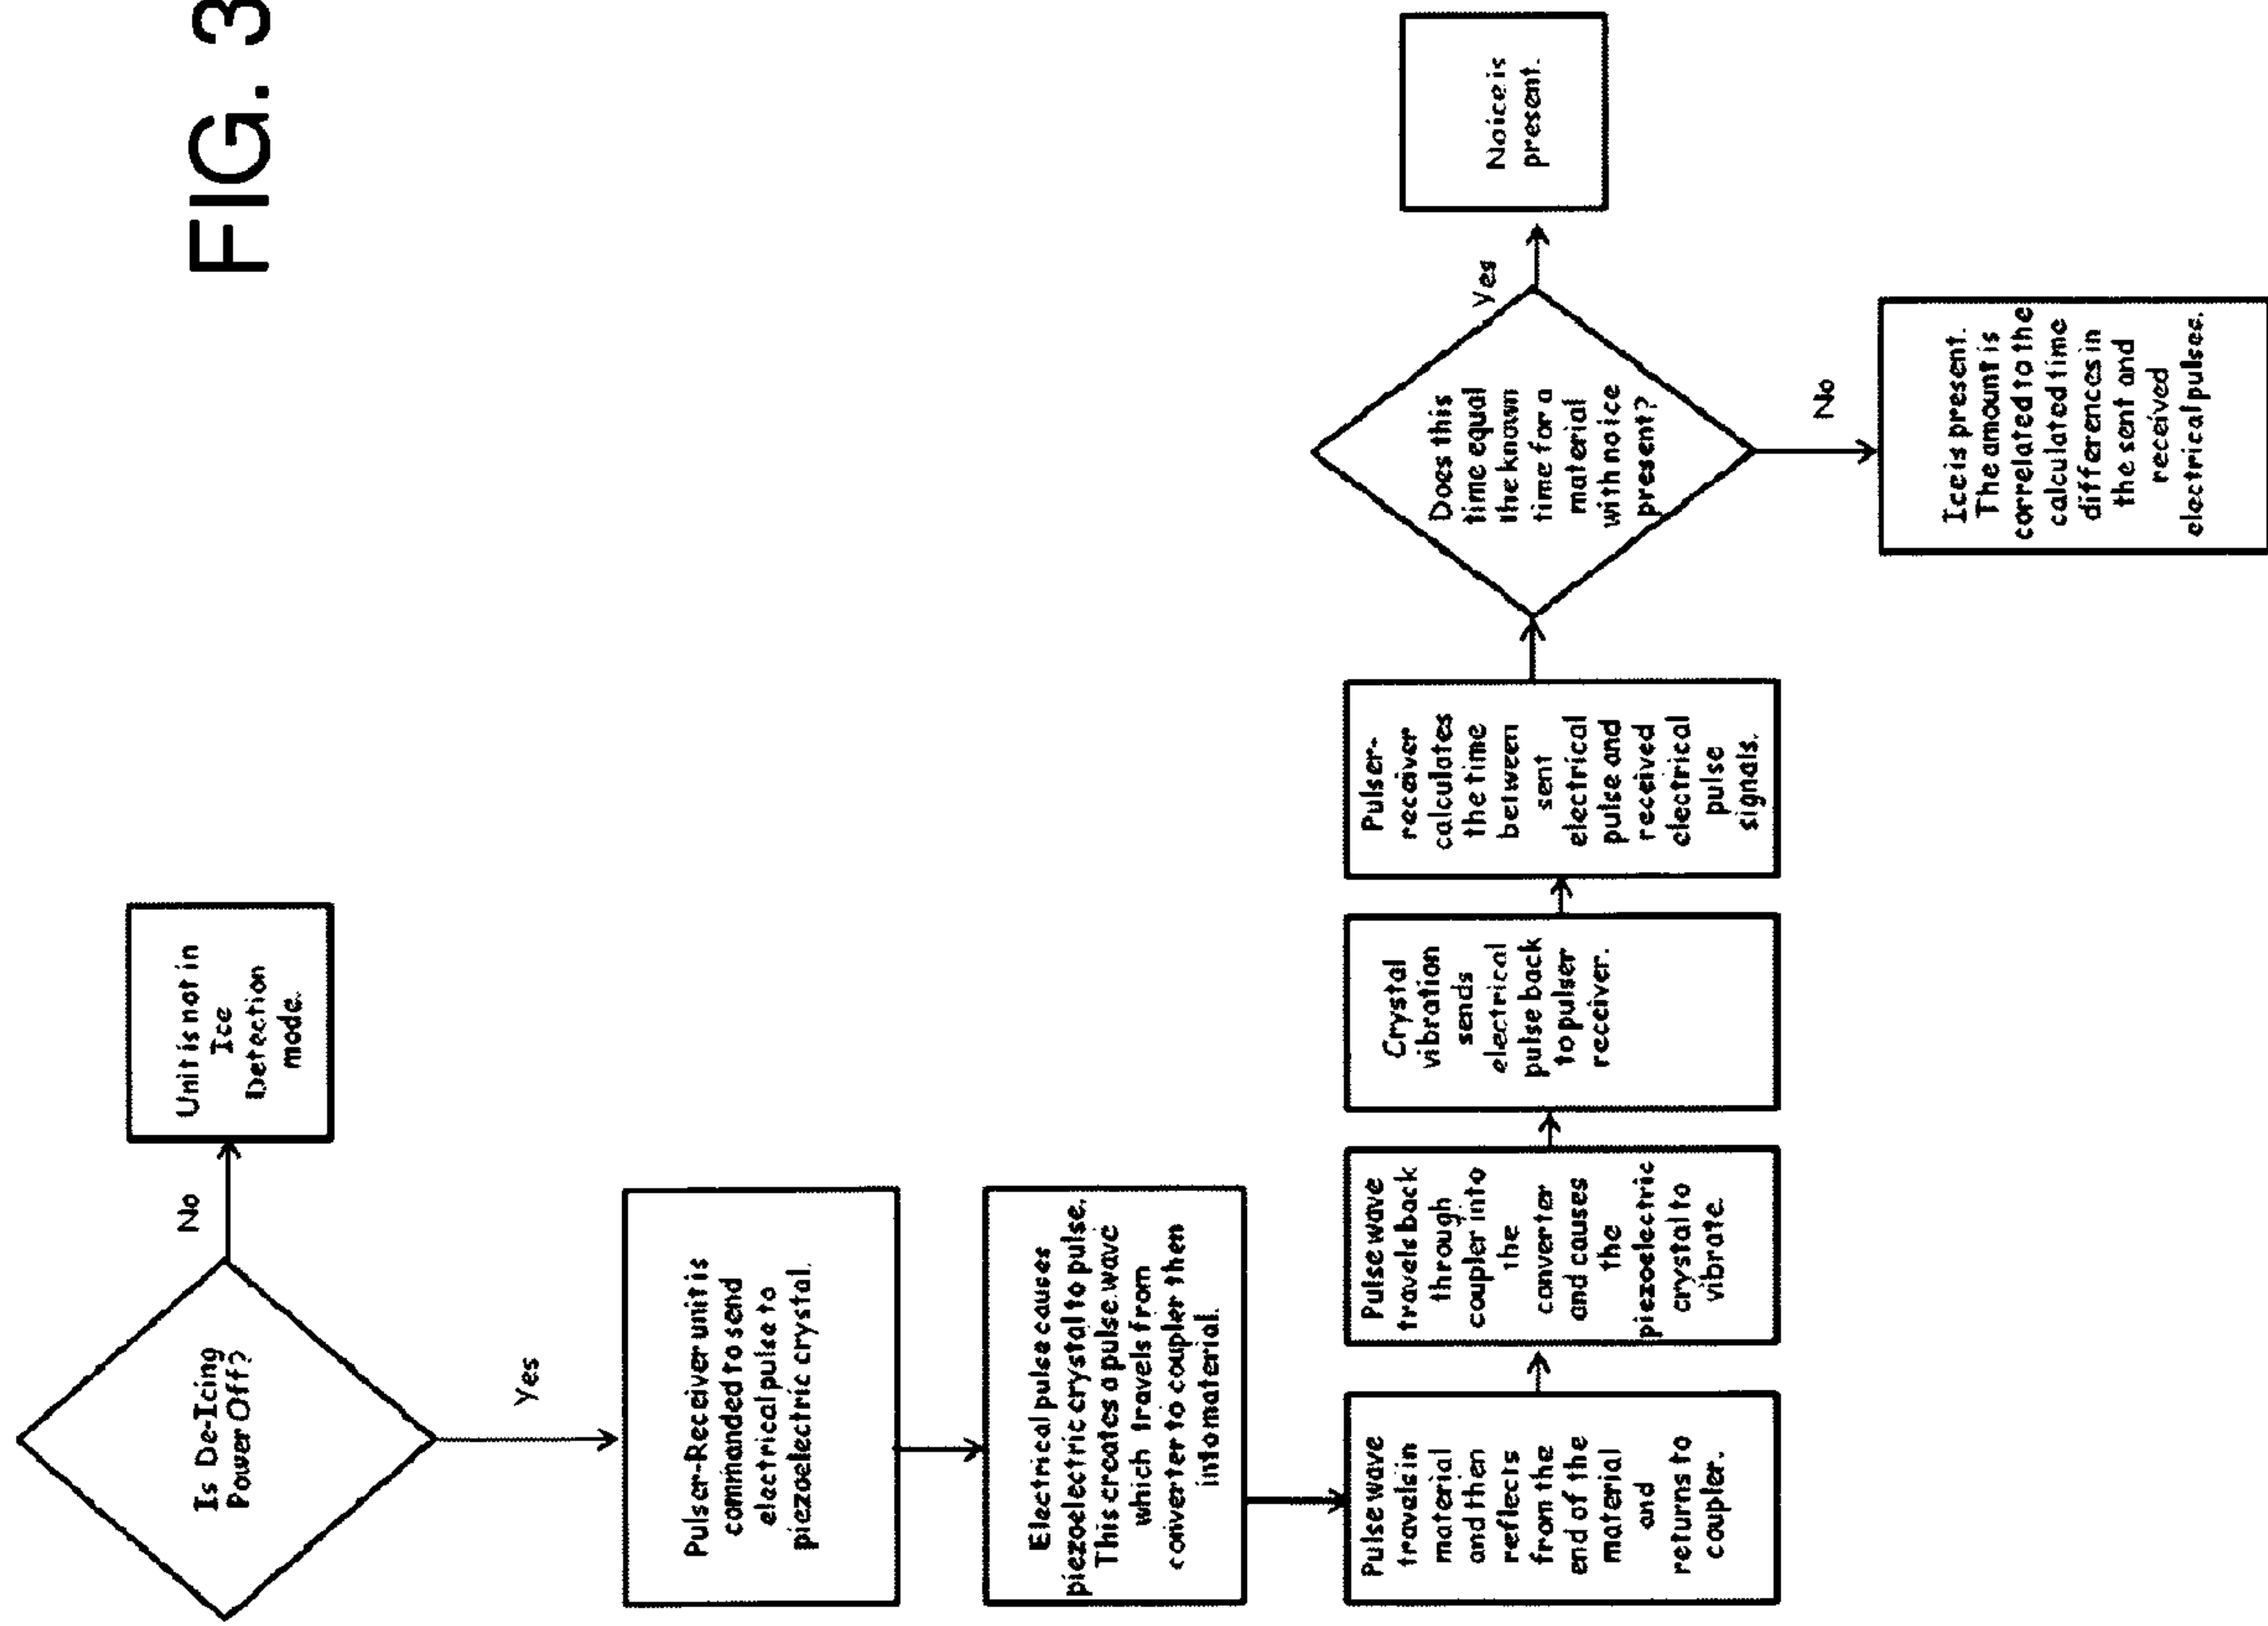 FIG. 3
Is De-Icing
Power Off?
No
Unit is not in
Ice
Detection
mode.
Yes
Pulser-Receiver unit is
commanded to send
electrical pulse to
piezoelectric crystal.
Electrical pulse causes
piezoelectric crystal to pulse.
This creates a pulse wave
which travels from
converter to coupler then
into material.
Pulse wave
travels in
material
and then
reflects
from the
end of the
material
and
returns to
coupler.
Pulse wave
travels back
through
coupler into
the
converter
and causes
the
piezoelectric
crystal to
vibrate.
Crystal
vibration
sends
electrical
pulse back
to pulser
receiver.
Pulser-
receiver
calculates
the time
between
sent
electrical
pulse and
received
electrical
pulse
signals.
Does this
time equal
the known
time for a
material
with no ice
present?
Yes
No ice is
present.
No
Ice is present.
The amount is
correlated to the
calculated time
differences in
the sent and
received
electrical pulses.